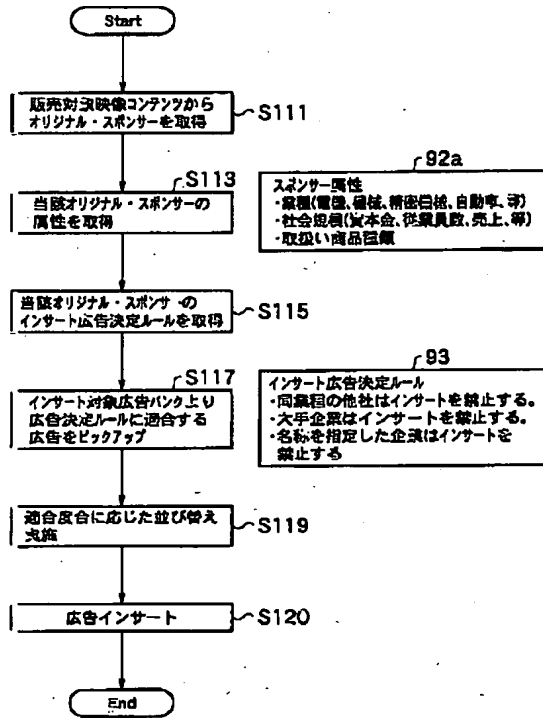 Start
販売対象映像コンテンツから
オリジナル・スポンサーを取得
S111
S113
当該オリジナル・スポンサーの
属性を取得
92a
スポンサー属性
・業種(電機、機械、精密機械、自動車、等)
・社会規模(資本金、従業員数、売上、等)
・取扱い商品種類
当該オリジナル・スポンサーの
インサート広告決定ルールを取得
S115
S117
インサート対象広告バンクより
広告決定ルールに適合する
広告をピックアップ
93
インサート広告決定ルール
・同業種の他社はインサートを禁止する。
・大手企業はインサートを禁止する。
・名称を指定した企業はインサートを
禁止する
適合度合に応じた並び替え
実施
S119
広告インサート
S120
End